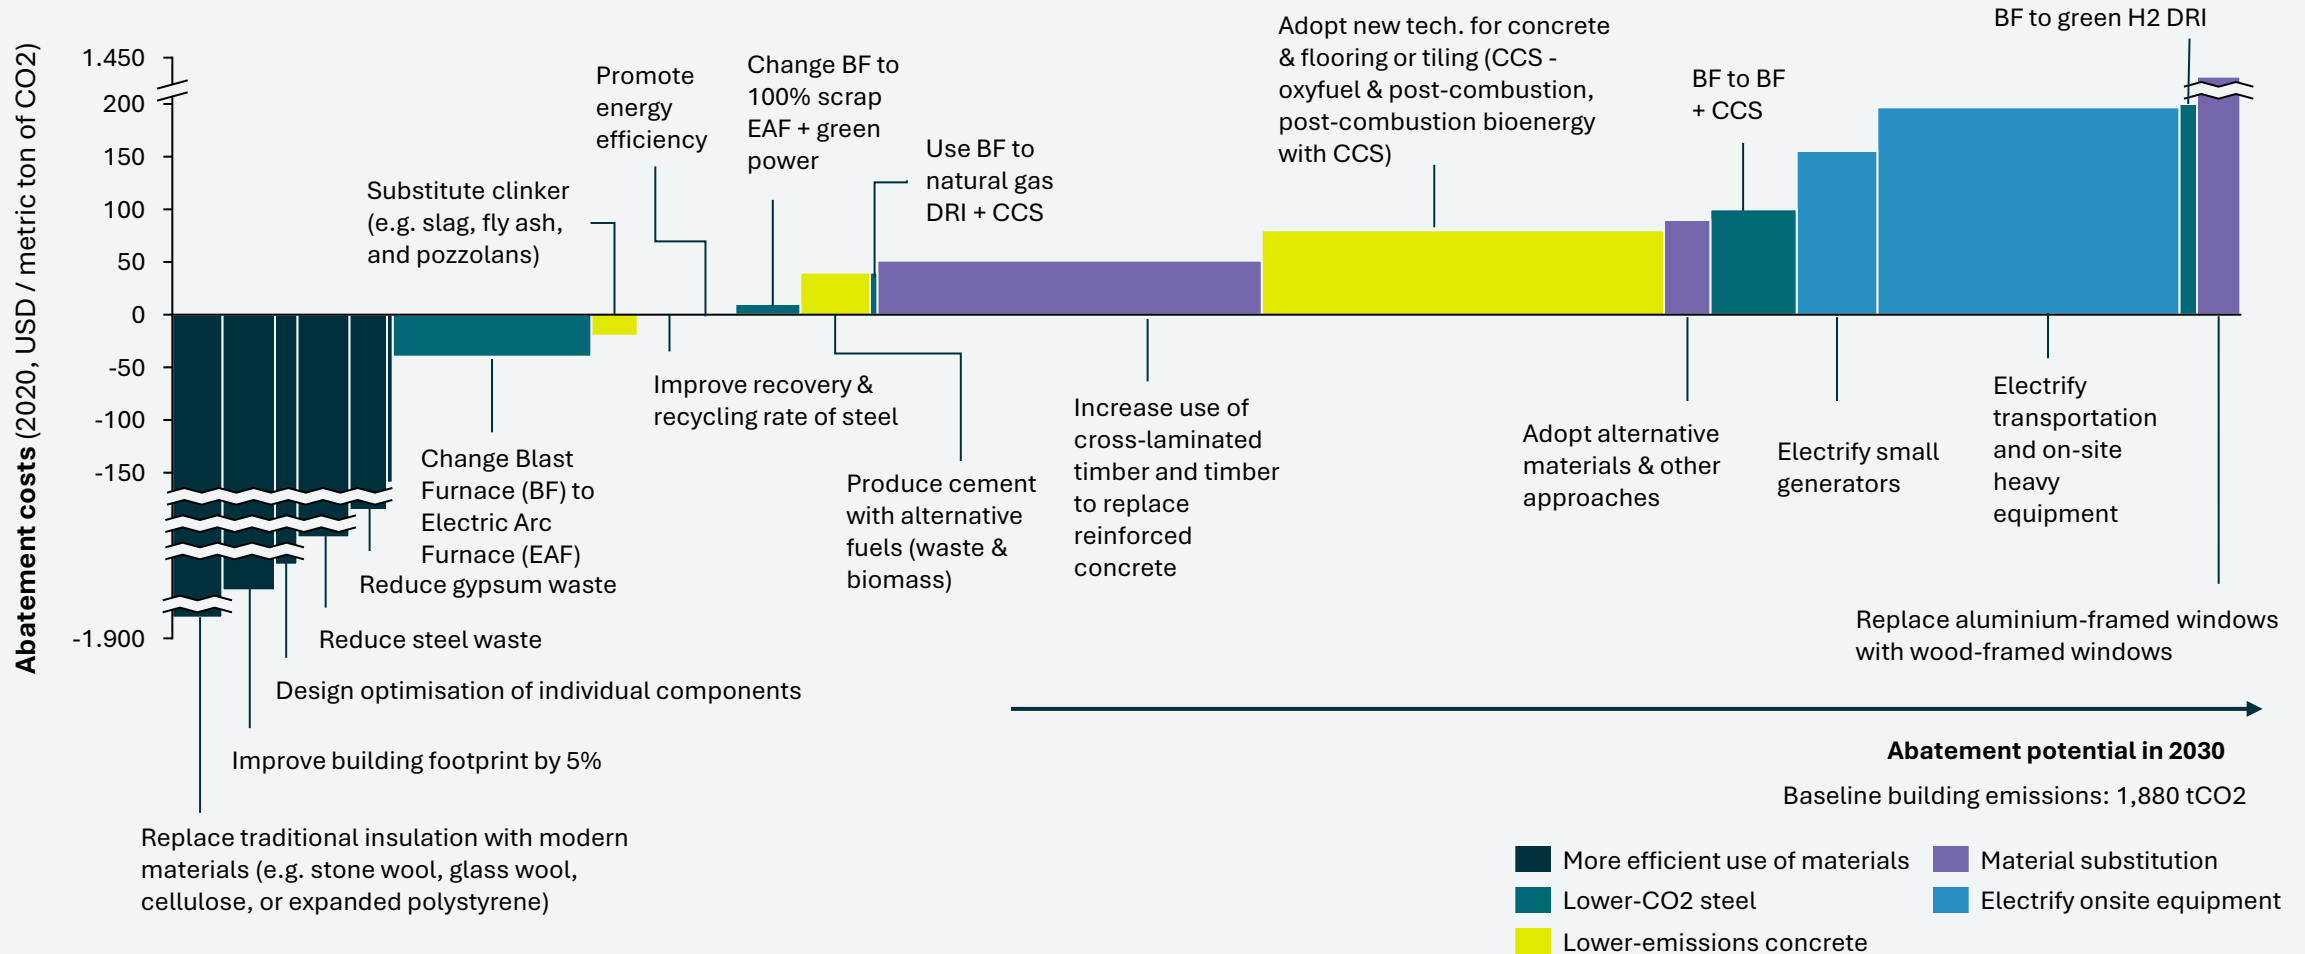 Abatement costs (2020, USD / metric ton of CO2)
1.450
200
150
100
50
0
-50
-100
-150
-1.900
Substitute clinker
(e.g. slag, fly ash,
and pozzolans)
Promote
energy
efficiency
Change BF to
100% scrap
EAF + green
power
Use BF to
natural gas
DRI + CCS
Adopt new tech. for concrete
& flooring or tiling (CCS -
oxyfuel & post-combustion,
post-combustion bioenergy
with CCS)
BF to BF
+ CCS
BF to green H2 DRI
Change Blast
Furnace (BF) to
Electric Arc
Furnace (EAF)
Reduce gypsum waste
Reduce steel waste
Design optimisation of individual components
Improve building footprint by 5%
Replace traditional insulation with modern
materials (e.g. stone wool, glass wool,
cellulose, or expanded polystyrene)
Improve recovery &
recycling rate of steel
Produce cement
with alternative
fuels (waste &
biomass)
Increase use of
cross-laminated
timber and timber
to replace
reinforced
concrete
Adopt alternative
materials & other
approaches
Electrify small
generators
Electrify
transportation
and on-site
heavy
equipment
Replace aluminium-framed windows
with wood-framed windows
Abatement potential in 2030
Baseline building emissions: 1,880 tCO2
More efficient use of materials
Lower-CO2 steel
Lower-emissions concrete
Material substitution
Electrify onsite equipment